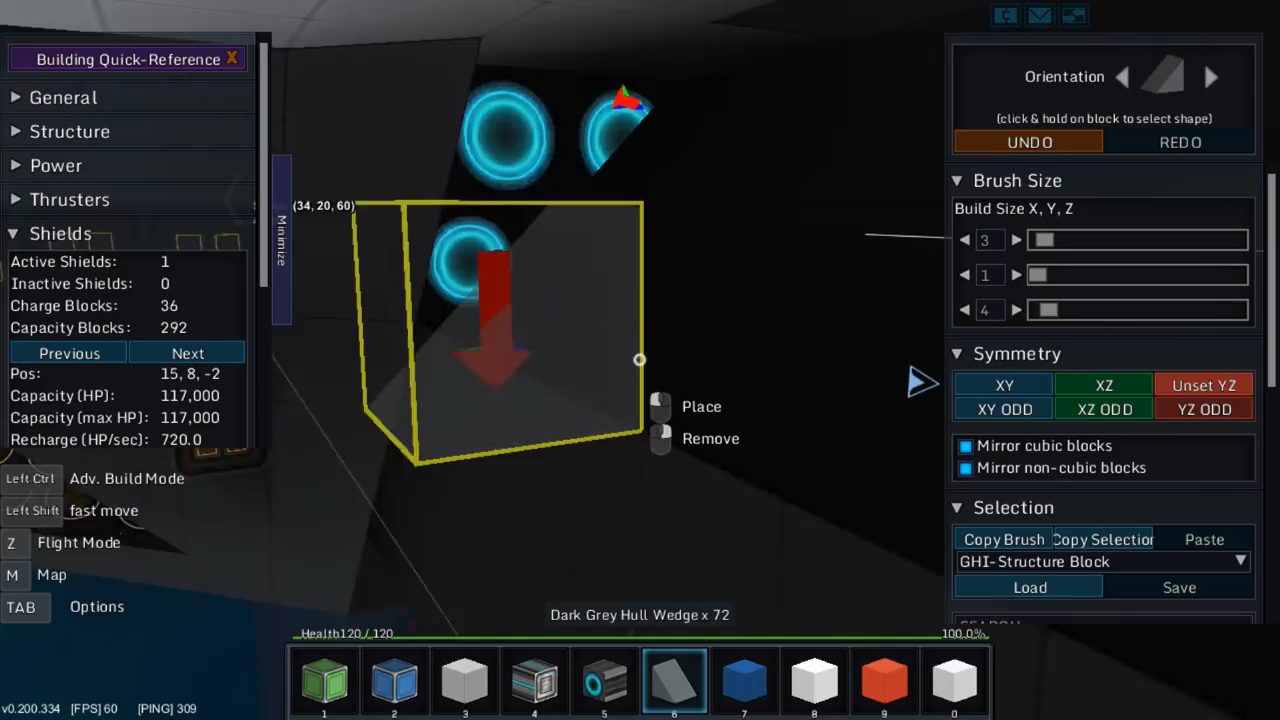 Building Quick-Reference X
General
Structure
Power
Thrusters
Shields
Active Shields: 1
Inactive Shields: 0
Charge Blocks: 36
Capacity Blocks: 292
Previous Next
Pos: 15, 8, -2
Capacity (HP): 117,000
Capacity (max HP): 117,000
Recharge (HP/sec): 720.0
Minimize
Left Ctrl Adv. Build Mode
Left Shift fast move
Z Flight Mode
M Map
TAB Options
v0.200.334 [FPS] 60 [PING] 309
(34, 20, 60)
Place
Remove
Dark Grey Hull Wedge x 72
Health120 / 120 100.0%
1 2 3 4 5 6 7 8 9 0
Orientation
(click & hold on block to select shape)
UNDO REDO
Brush Size
Build Size X, Y, Z
3
1
4
Symmetry
XY XZ Unset YZ
XY ODD XZ ODD YZ ODD
Mirror cubic blocks
Mirror non-cubic blocks
Selection
Copy Brush Copy Selection Paste
GHI-Structure Block
Load Save